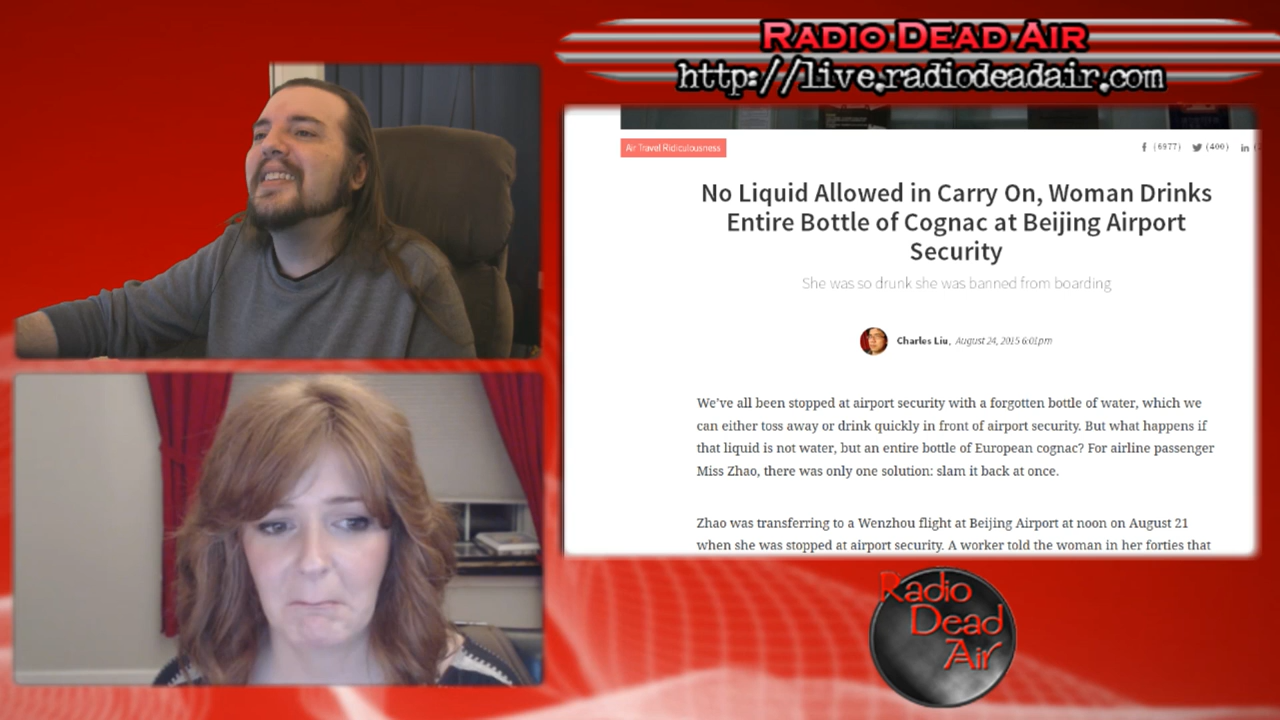 Radio Dead Air
http://live.radiodeadair.com
Air Travel Ridiculousness
(6977)
(400)
No Liquid Allowed in Carry On, Woman Drinks
Entire Bottle of Cognac at Beijing Airport
Security
She was so drunk she was banned from boarding
Charles Liu, August 24, 2015 6:01pm
We've all been stopped at airport security with a forgotten bottle of water, which we
can either toss away or drink quickly in front of airport security. But what happens if
that liquid is not water, but an entire bottle of European cognac? For airline passenger
Miss Zhao, there was only one solution: slam it back at once.
Zhao was transferring to a Wenzhou flight at Beijing Airport at noon on August 21
when she was stopped at airport security. A worker told the woman in her forties that
Radio
Dead
Air